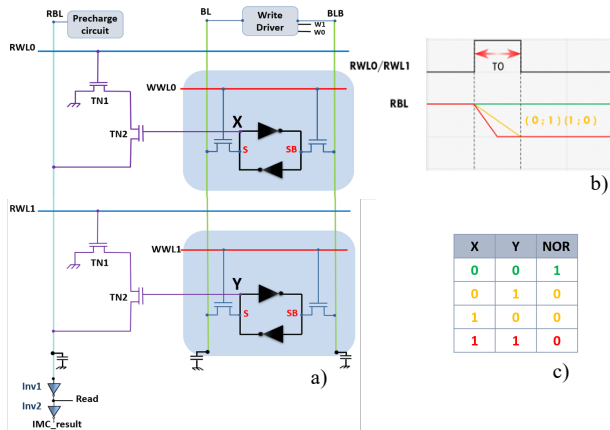 RBL
Precharge
circuit
BL
Write
Driver
W1
W0
BLB
RWL0
WWL0
TN1
TN2
X
S
SB
RWL1
WWL1
TN1
TN2
Y
S
SB
a)
Inv1
Inv2
Read
IMC_result
RWL0/RWL1
TO
RBL
(0;1)(1;0)
b)
X Y NOR
0 0 1
0 1 0
1 0 0
1 1 0
c)